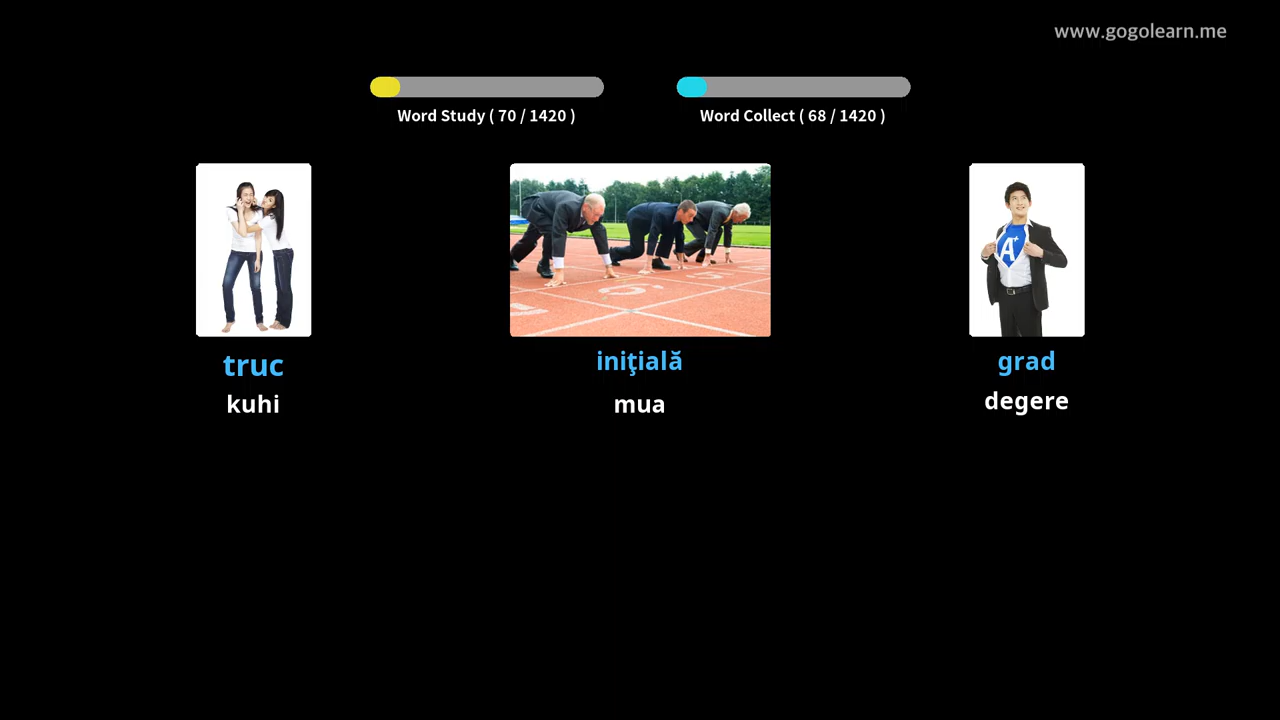 www.gogolearn.me
Word Study ( 70 / 1420 )
Word Collect ( 68 / 1420 )
A+
truc
kuhi
iniţială
mua
grad
degere